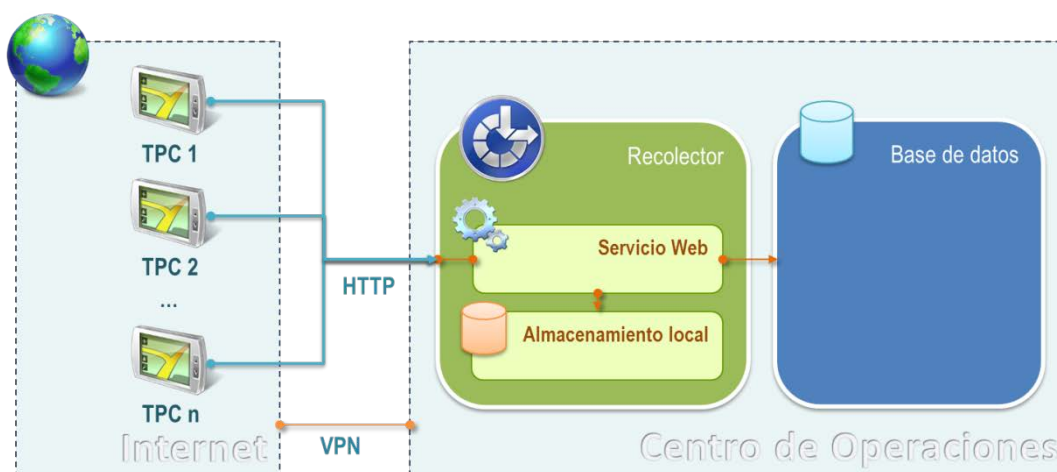 TPC 1
TPC 2
...
TPC n
Internet
HTTP
VPN
Recolector
Servicio Web
Almacenamiento local
Base de datos
Centro de Operaciones